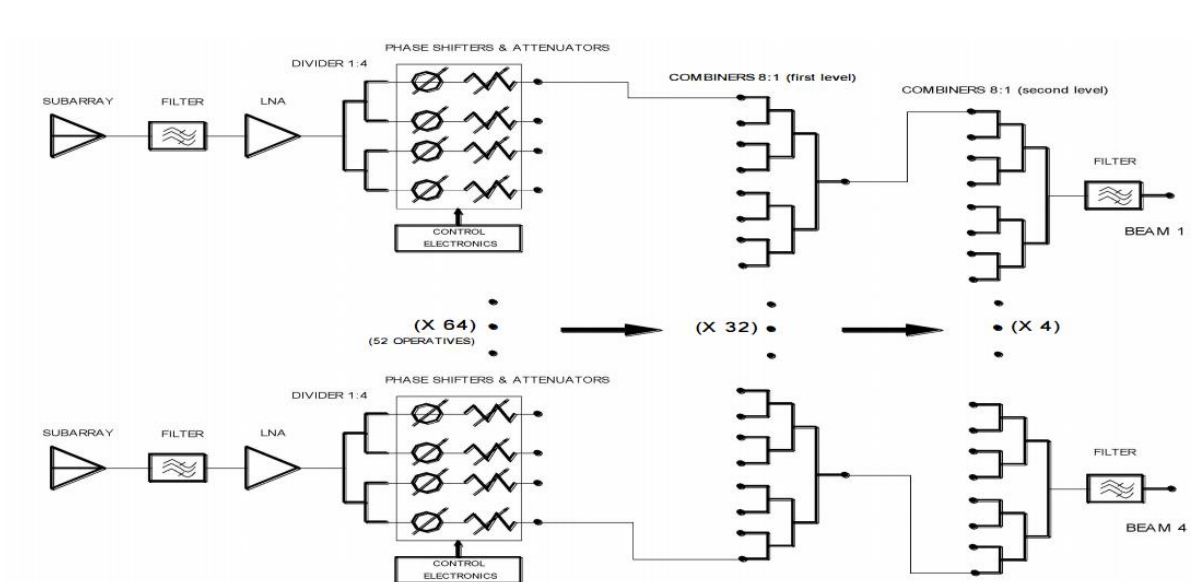 PHASE SHIFTERS & ATTENUATORS
DIVIDER 1:4
COMBINERS 8:1 (first level)
COMBINERS 8:1 (second level)
SUBARRAY
FILTER
LNA
FILTER
CONTROL
ELECTRONICS
BEAM 1
(X 64)
(52 OPERATIVES)
(X 32)
(X 4)
PHASE SHIFTERS & ATTENUATORS
DIVIDER 1:4
SUBARRAY
FILTER
LNA
FILTER
BEAM 4
CONTROL
ELECTRONICS